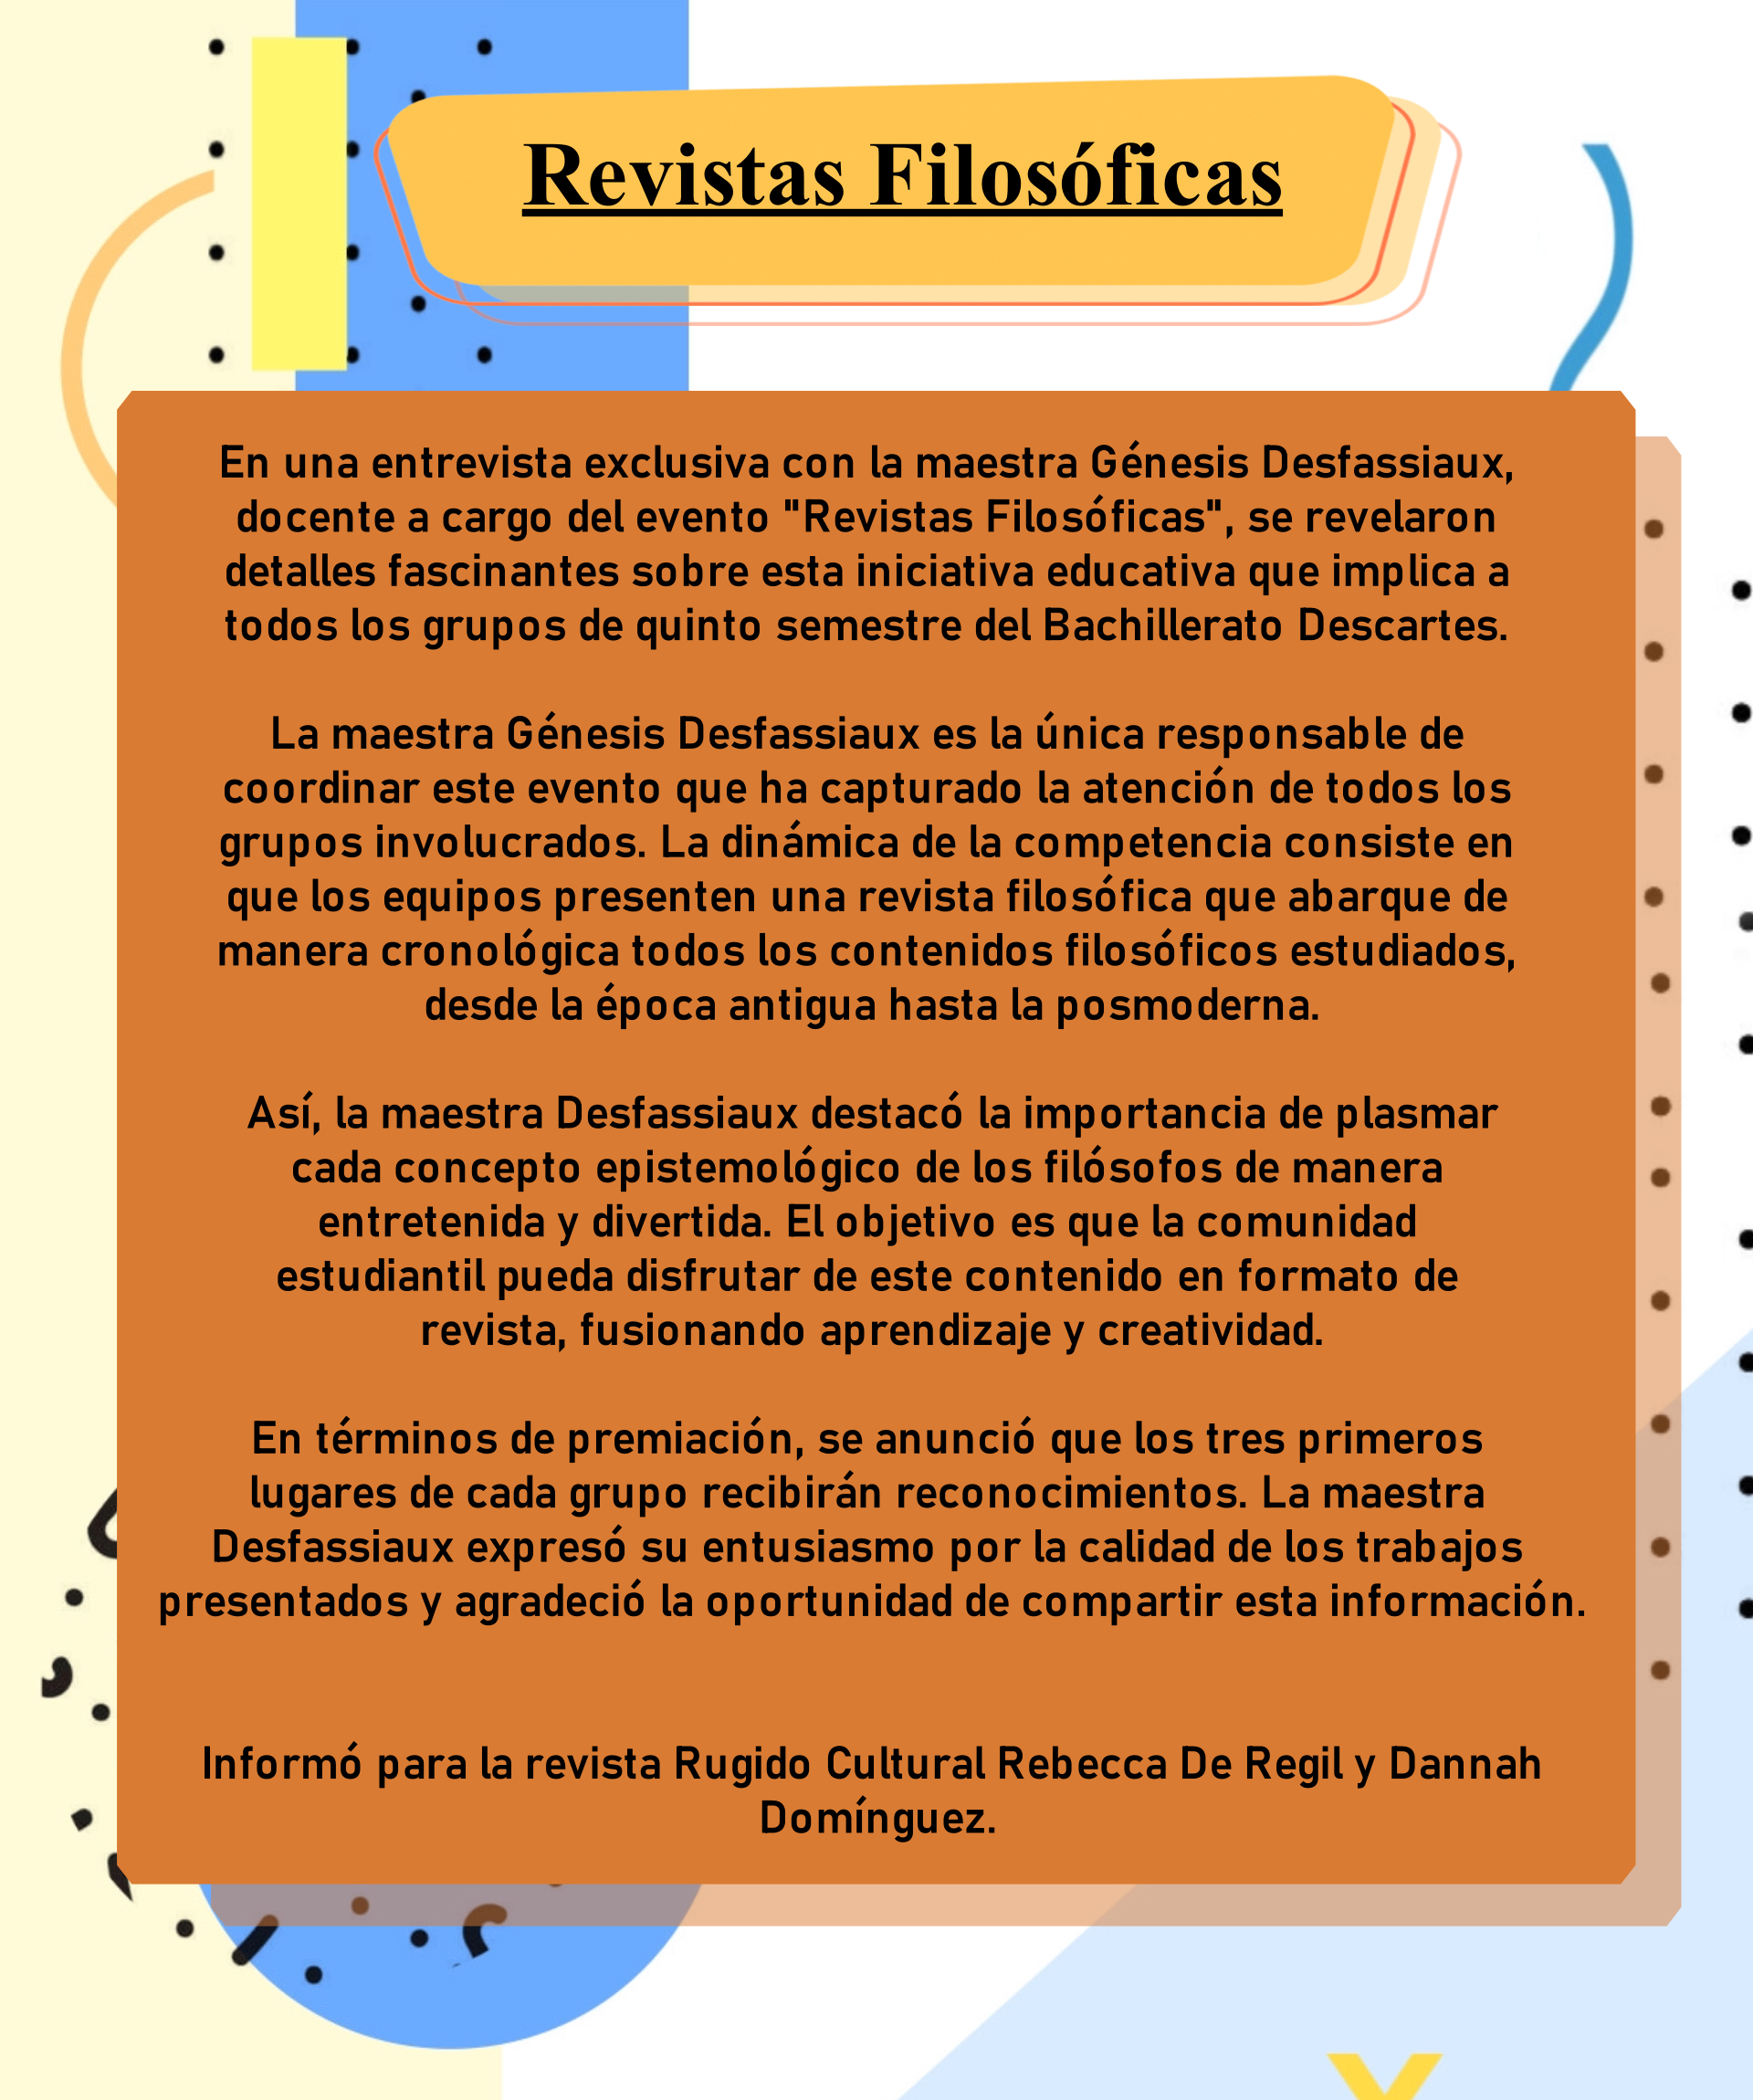 Revistas Filosóficas
En una entrevista exclusiva con la maestra Génesis Desfassiaux,
docente a cargo del evento "Revistas Filosóficas", se revelaron
detalles fascinantes sobre esta iniciativa educativa que implica a
todos los grupos de quinto semestre del Bachillerato Descartes.
La maestra Génesis Desfassiaux es la única responsable de
coordinar este evento que ha capturado la atención de todos los
grupos involucrados. La dinámica de la competencia consiste en
que los equipos presenten una revista filosófica que abarque de
manera cronológica todos los contenidos filosóficos estudiados,
desde la época antigua hasta la posmoderna.
Así, la maestra Desfassiaux destacó la importancia de plasmar
cada concepto epistemológico de los filósofos de manera
entretenida y divertida. El objetivo es que la comunidad
estudiantil pueda disfrutar de este contenido en formato de
revista, fusionando aprendizaje y creatividad.
En términos de premiación, se anunció que los tres primeros
lugares de cada grupo recibirán reconocimientos. La maestra
Desfassiaux expresó su entusiasmo por la calidad de los trabajos
presentados y agradeció la oportunidad de compartir esta información.
Informó para la revista Rugido Cultural Rebecca De Regil y Dannah
Domínguez.